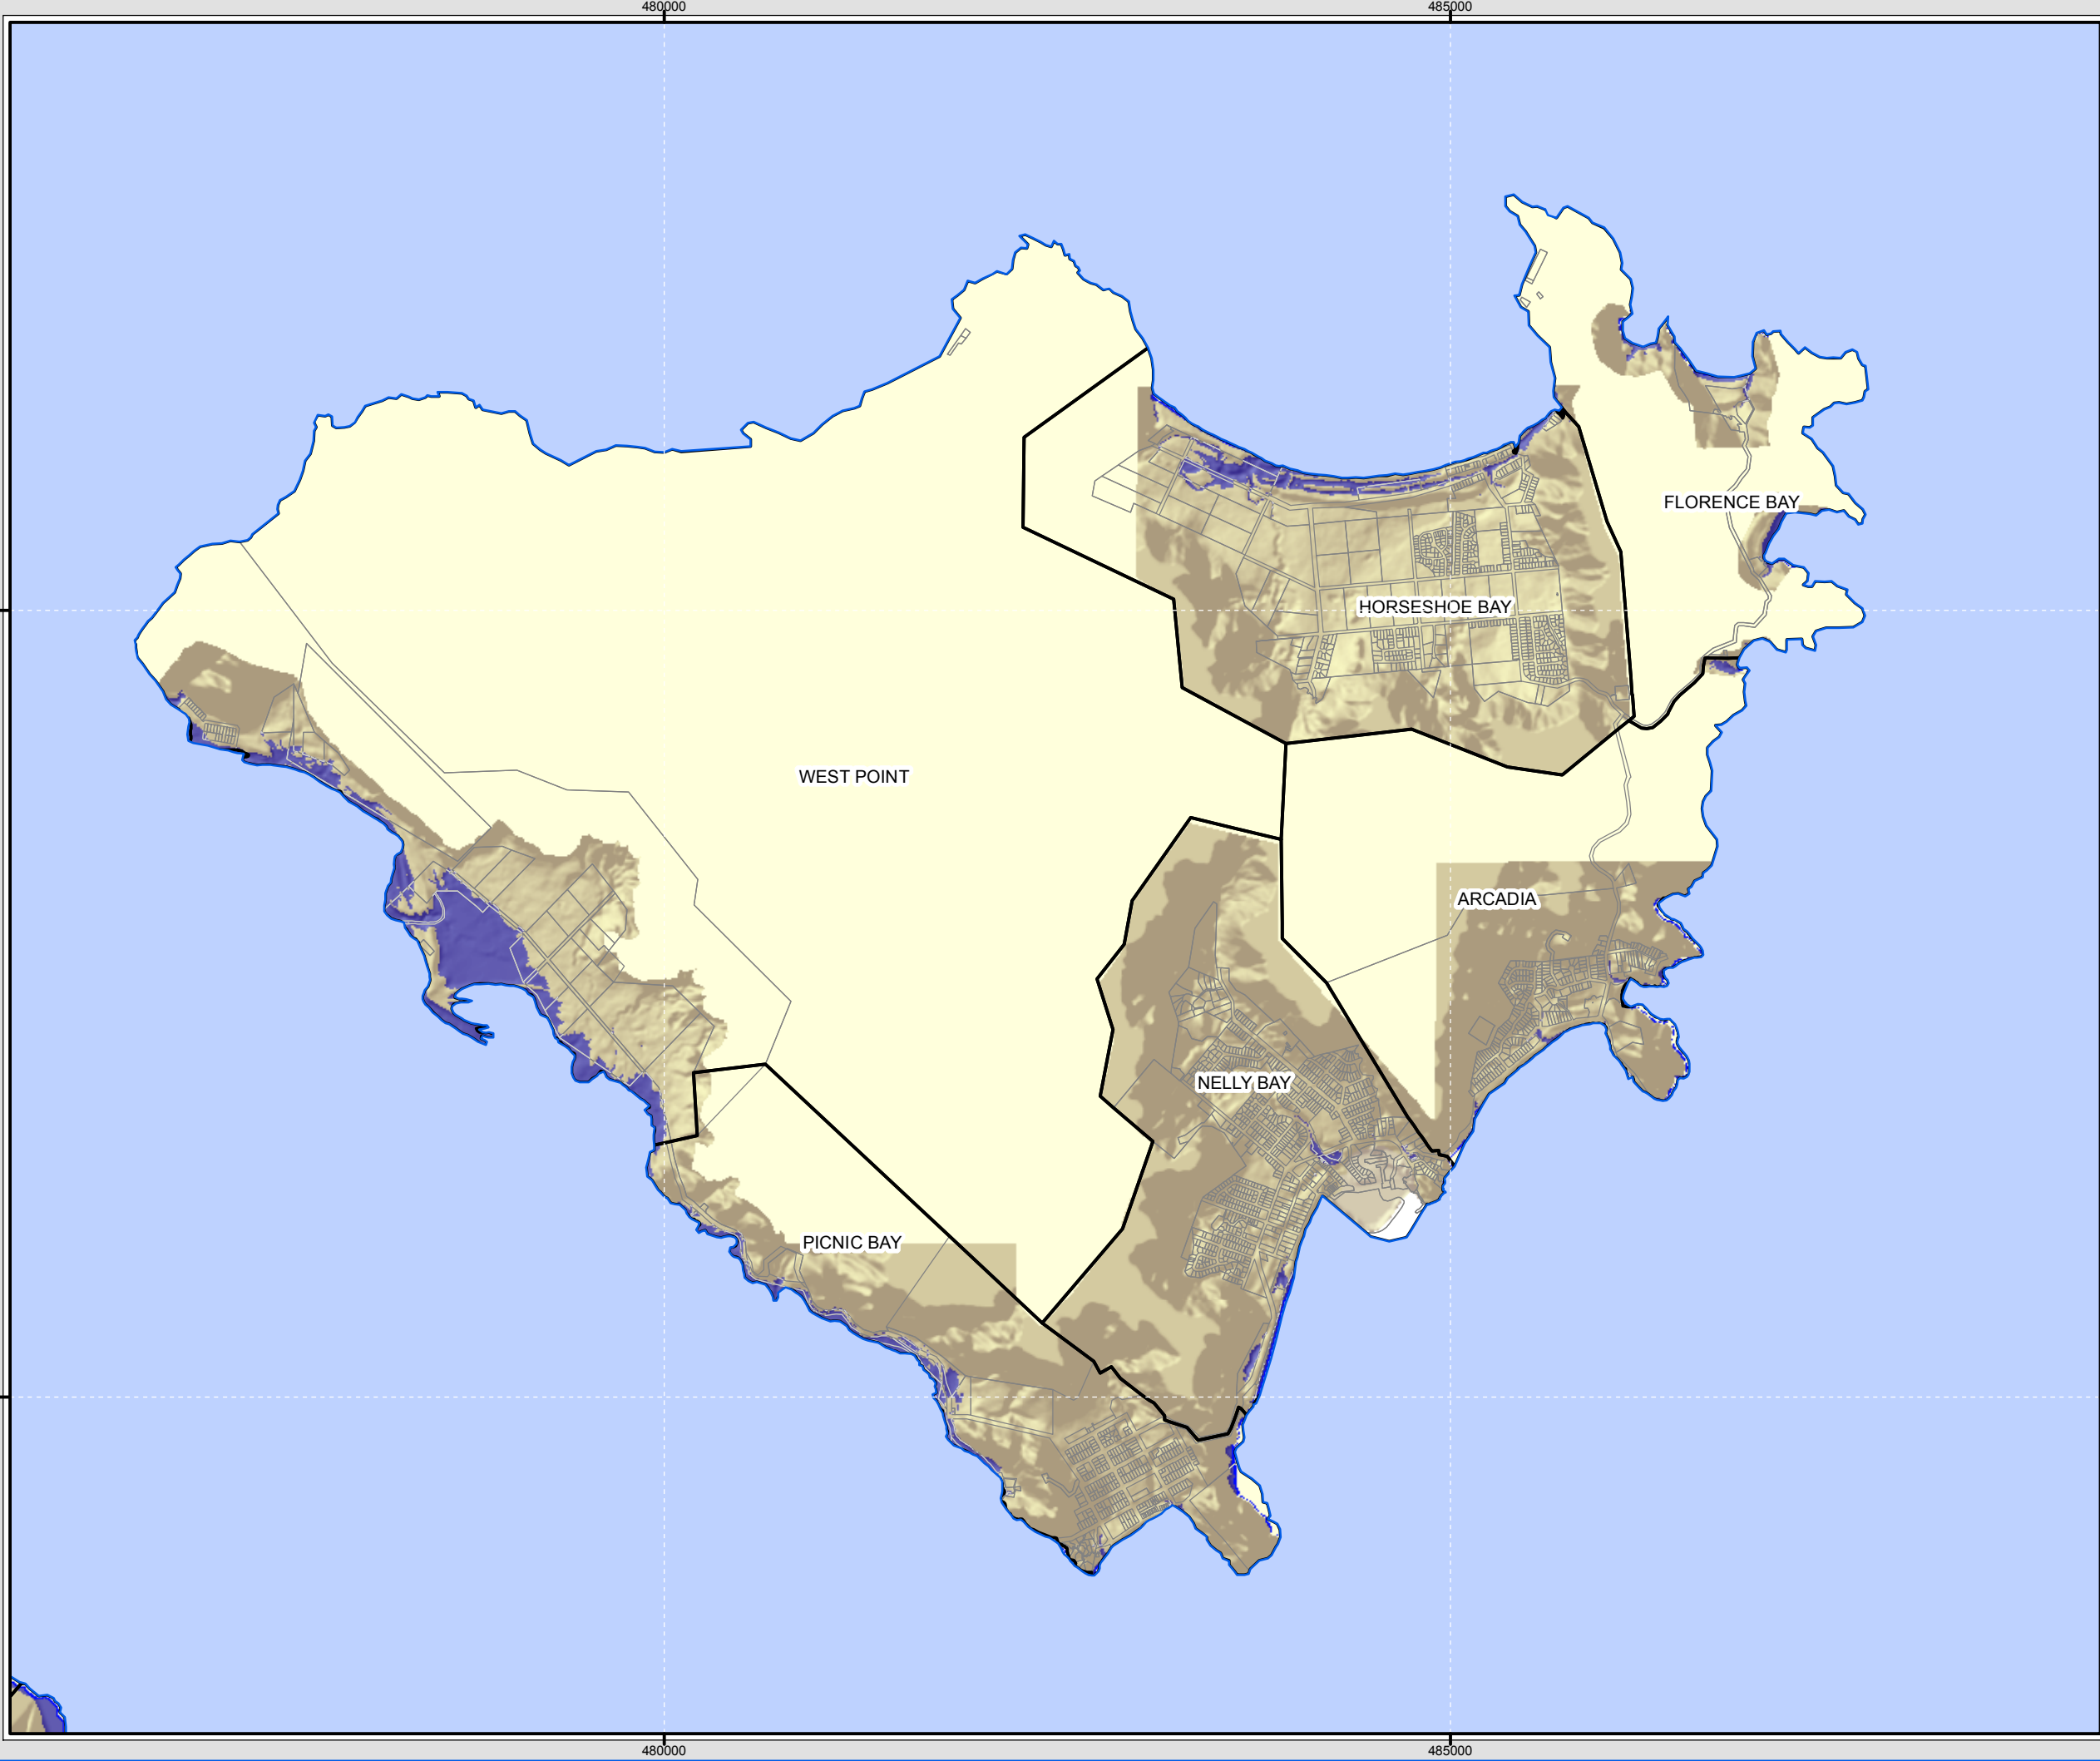 480000 485000
FLORENCE BAY
HORSESHOE BAY
WEST POINT
ARCADIA
NELLY BAY
PICNIC BAY
480000 485000